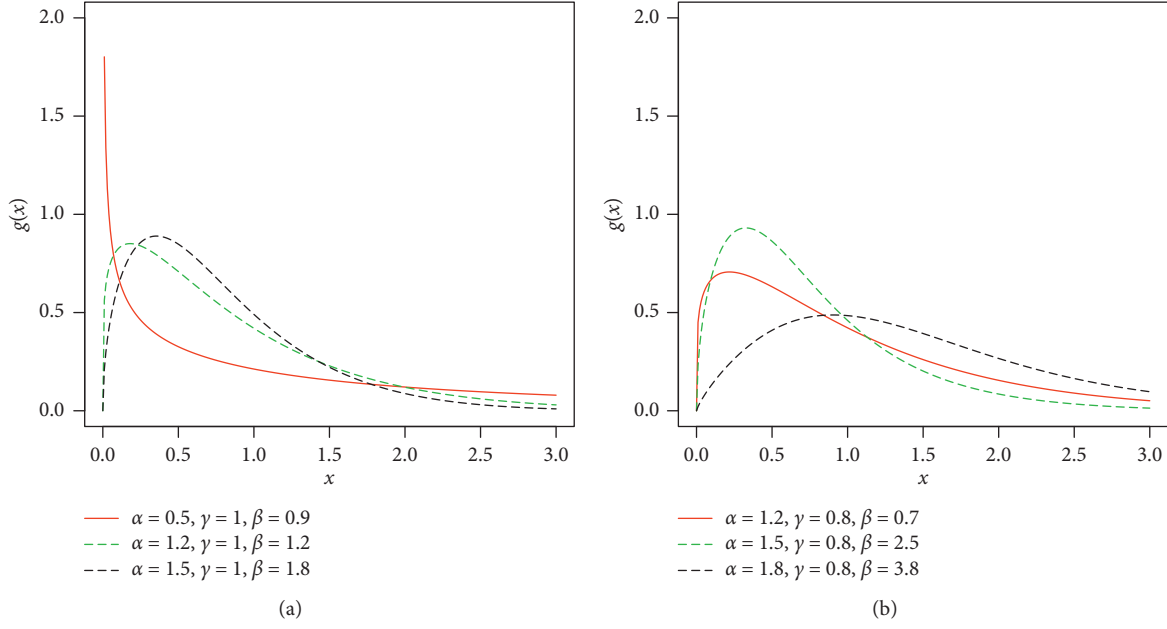 2.0
1.5
1.0
0.5
0.0
g(x)
0.0 0.5 1.0 1.5 2.0 2.5 3.0
x
α = 0.5, γ = 1, β = 0.9
α = 1.2, γ = 1, β = 1.2
α = 1.5, γ = 1, β = 1.8
(a)
2.0
1.5
1.0
0.5
0.0
g(x)
0.0 0.5 1.0 1.5 2.0 2.5 3.0
x
α = 1.2, γ = 0.8, β = 0.7
α = 1.5, γ = 0.8, β = 2.5
α = 1.8, γ = 0.8, β = 3.8
(b)